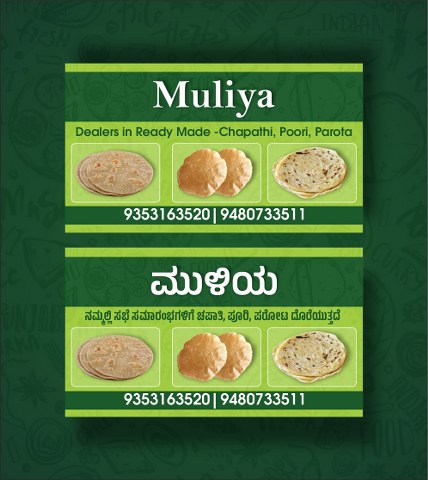 Muliya
Dealers in Ready Made -Chapathi, Poori, Parota
9353163520| 9480733511
ಮುಳಿಯ
ನಮ್ಮಲ್ಲಿ ಸಭೆ ಸಮಾರಂಭಗಳಿಗೆ ಚಪಾತಿ, ಪೂರಿ, ಪರೋಟ ದೊರೆಯುತ್ತದೆ
9353163520| 9480733511